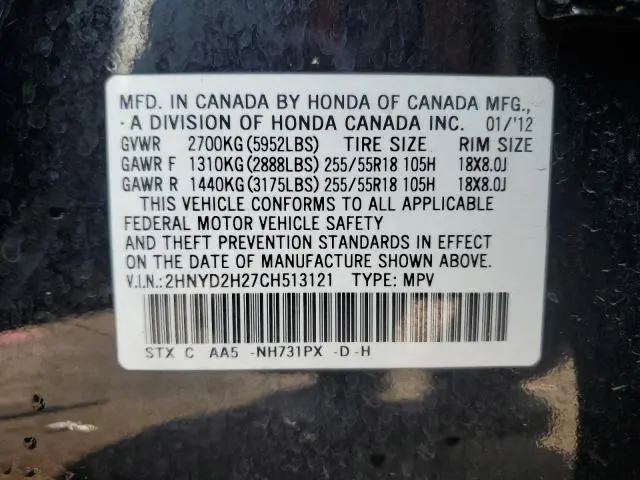 MFD. IN CANADA BY HONDA OF CANADA MFG.,
· A DIVISION OF HONDA CANADA INC. 01/'12
GVWR 2700KG(5952LBS) TIRE SIZE RIM SIZE
GAWR F 1310KG(2888LBS) 255/55R18 105H 18X8.0J
GAWR R 1440KG(3175LBS) 255/55R18 105H 18X8.0J
THIS VEHICLE CONFORMS TO ALL APPLICABLE
FEDERAL MOTOR VEHICLE SAFETY
AND THEFT PREVENTION STANDARDS IN EFFECT
ON THE DATE OF MANUFACTURE SHOWN ABOVE.
V.I.N.:2HNYD2H27CH513121 TYPE: MPV
STX C AA5 -NH731PX -D-H